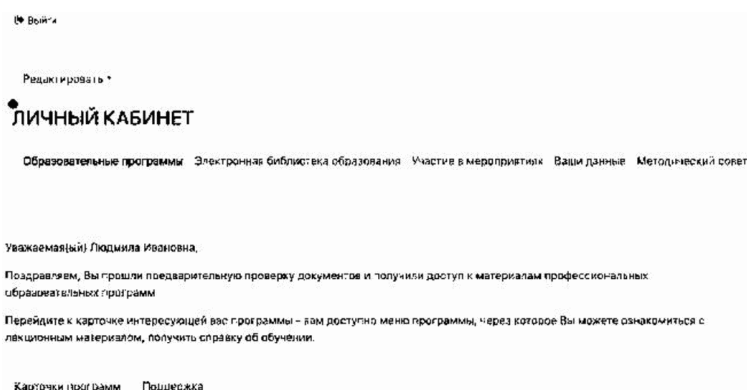 Выйти
Редактировать
ЛИЧНЫЙ КАБИНЕТ
Образовательные программы Электронная библиотека образования Участие в мероприятиях Ваши данные Методический совет
Уважаемая(ый) Людмила Ивановна,
Поздравляем, Вы прошли предварительную проверку документов и получили доступ к материалам профессиональных
образовательных программ
Перейдите к карточке интересующей вас программы – вам доступно меню программы, через которое Вы можете ознакомиться с
лекционным материалом, получить справку об обучении.
Карточки программ Поддержка